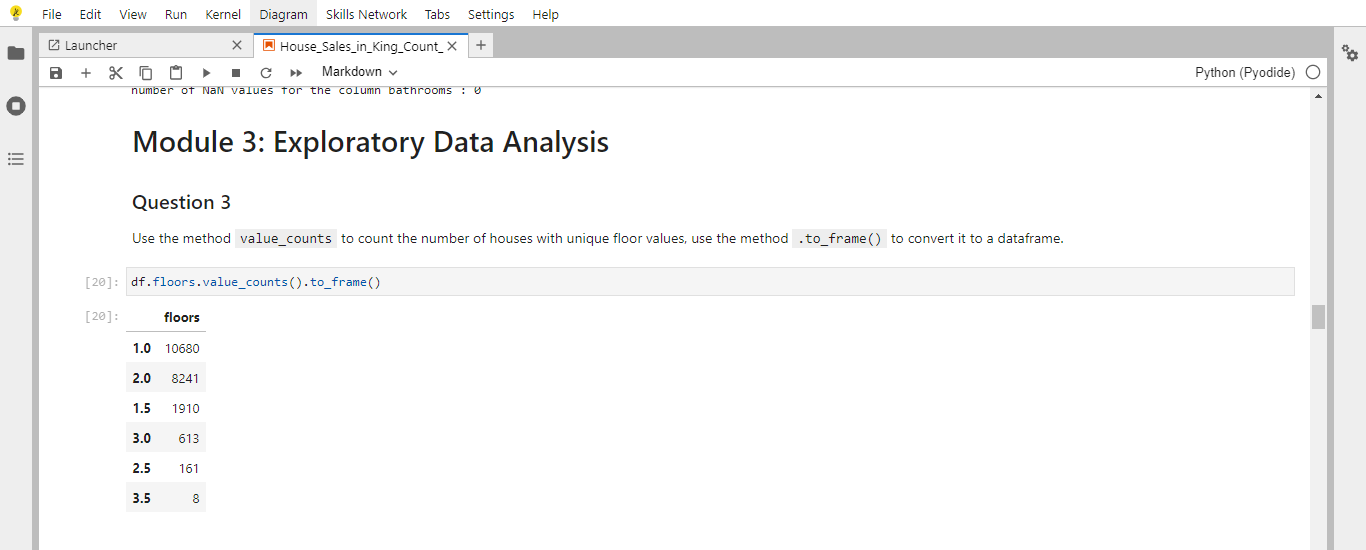 File Edit View Run Kernel Diagram Skills Network Tabs Settings Help
Launcher House_Sales_in_King_Count_
Markdown Python (Pyodide)
number of NaN values for the column bathrooms : 0
Module 3: Exploratory Data Analysis
Question 3
Use the method value_counts to count the number of houses with unique floor values, use the method .to_frame() to convert it to a dataframe.
[20]: df.floors.value_counts().to_frame()
[20]: floors
1.0 10680
2.0 8241
1.5 1910
3.0 613
2.5 161
3.5 8